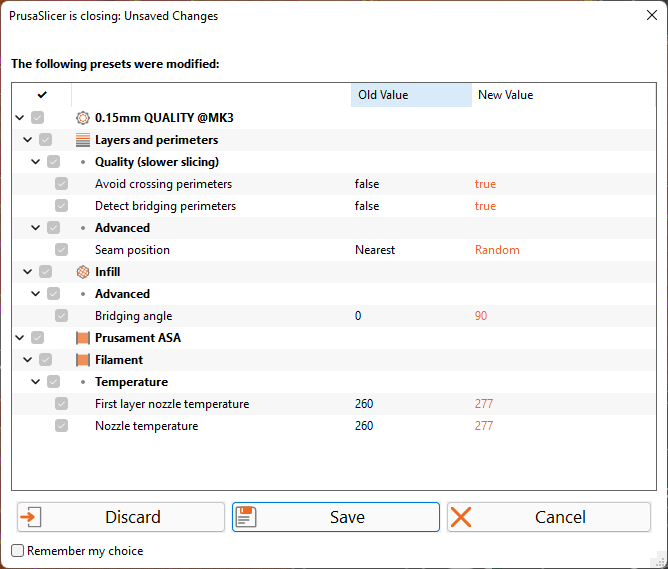 PrusaSlicer is closing: Unsaved Changes
The following presets were modified:
Old Value New Value
0.15mm QUALITY @MK3
Layers and perimeters
Quality (slower slicing)
Avoid crossing perimeters false true
Detect bridging perimeters false true
Advanced
Seam position Nearest Random
Infill
Advanced
Bridging angle 0 90
Prusament ASA
Filament
Temperature
First layer nozzle temperature 260 277
Nozzle temperature 260 277
Discard Save Cancel
Remember my choice